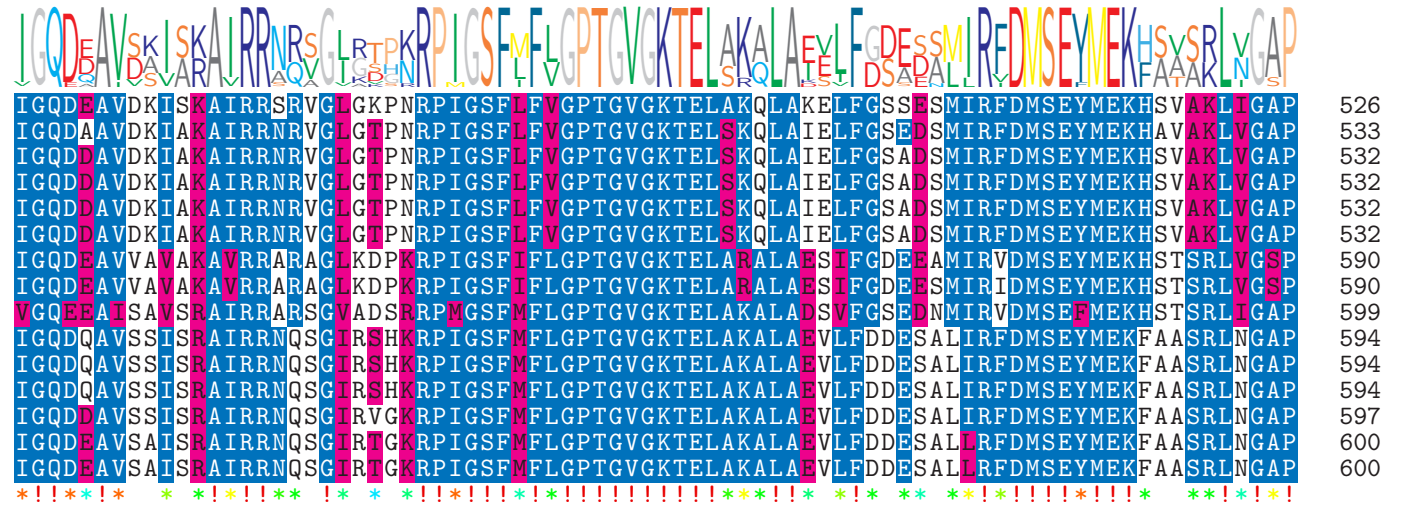 IGQDEAVSKISKAIRRNRSGLRTPKRPIGSFMFLGPTGVGKTELAKALAEVLFGDESSMIRFDMSEYMEKHSVSRLVGAP
IGQDEAVDKISKAIRRSRVGLGKPNRPIGSFLFVGPTGVGKTELAKQLAKELFGSSESMIRFDMSEYMEKHSVAKLIGAP 526
IGQDAAVDKIAKAIRRNRVGLGTPNRPIGSFLFVGPTGVGKTELSKQLAIELFGSEDSMIRFDMSEYMEKHAVAKLVGAP 533
IGQDDAVDKIAKAIRRNRVGLGTPNRPIGSFLFVGPTGVGKTELSKQLAIELFGSADSMIRFDMSEYMEKHSVAKLVGAP 532
IGQDDAVDKIAKAIRRNRVGLGTPNRPIGSFLFVGPTGVGKTELSKQLAIELFGSADSMIRFDMSEYMEKHSVAKLVGAP 532
IGQDDAVDKIAKAIRRNRVGLGTPNRPIGSFLFVGPTGVGKTELSKQLAIELFGSADSMIRFDMSEYMEKHSVAKLVGAP 532
IGQDDAVDKIAKAIRRNRVGLGTPNRPIGSFLFVGPTGVGKTELSKQLAIELFGSADSMIRFDMSEYMEKHSVAKLVGAP 532
IGQDEAVVAVAKAVRRARAGLKDPKRPIGSFIFLGPTGVGKTELARALAESIFGDEEAMIRVDMSEYMEKHSTSRLVGSP 590
IGQDEAVVAVAKAVRRARAGLKDPKRPIGSFIFLGPTGVGKTELARALAESIFGDEESMIRIDMSEYMEKHSTSRLVGSP 590
VGQEEAISAVSRAIRRARSGVADSRRPMGSFMFLGPTGVGKTELAKALADSVFGSEDNMIRVDMSEFMEKHSTSRLIGAP 599
IGQDQAVSSISRAIRRNQSGIRSHKRPIGSFMFLGPTGVGKTELAKALAEVLFDDESALIRFDMSEYMEKFAASRLNGAP 594
IGQDQAVSSISRAIRRNQSGIRSHKRPIGSFMFLGPTGVGKTELAKALAEVLFDDESALIRFDMSEYMEKFAASRLNGAP 594
IGQDQAVSSISRAIRRNQSGIRSHKRPIGSFMFLGPTGVGKTELAKALAEVLFDDESALIRFDMSEYMEKFAASRLNGAP 594
IGQDDAVSSISRAIRRNQSGIRVGKRPIGSFMFLGPTGVGKTELAKALAEVLFDDESALIRFDMSEYMEKFAASRLNGAP 597
IGQDEAVSAISRAIRRNQSGIRTGKRPIGSFMFLGPTGVGKTELAKALAEVLFDDESALLRFDMSEYMEKFAASRLNGAP 600
IGQDEAVSAISRAIRRNQSGIRTGKRPIGSFMFLGPTGVGKTELAKALAEVLFDDESALLRFDMSEYMEKFAASRLNGAP 600
*!!**!*  * *!*!!** !* * *!!*!!!*!*!!!!!!!!!!***!!* *!* ** **!*!!!!*!!!*  **!*!*!